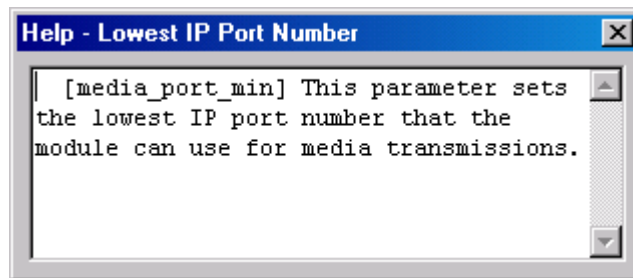 Help - Lowest IP Port Number
[media_port_min] This parameter sets
the lowest IP port number that the
module can use for media transmissions.